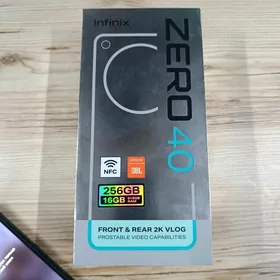 Infinix
ZERO 40
NFC
JBL
256GB
16GB
FRONT & REAR 2K VLOG
PROSTABLE VIDEO CAPABILITIES